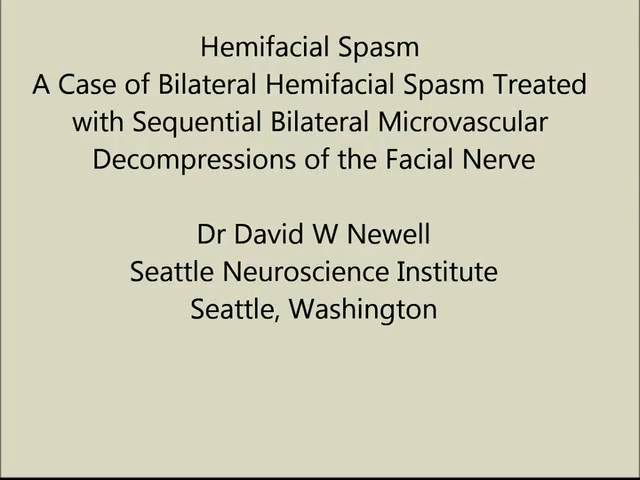 Hemifacial Spasm
A Case of Bilateral Hemifacial Spasm Treated
with Sequential Bilateral Microvascular
Decompressions of the Facial Nerve
Dr David W Newell
Seattle Neuroscience Institute
Seattle, Washington